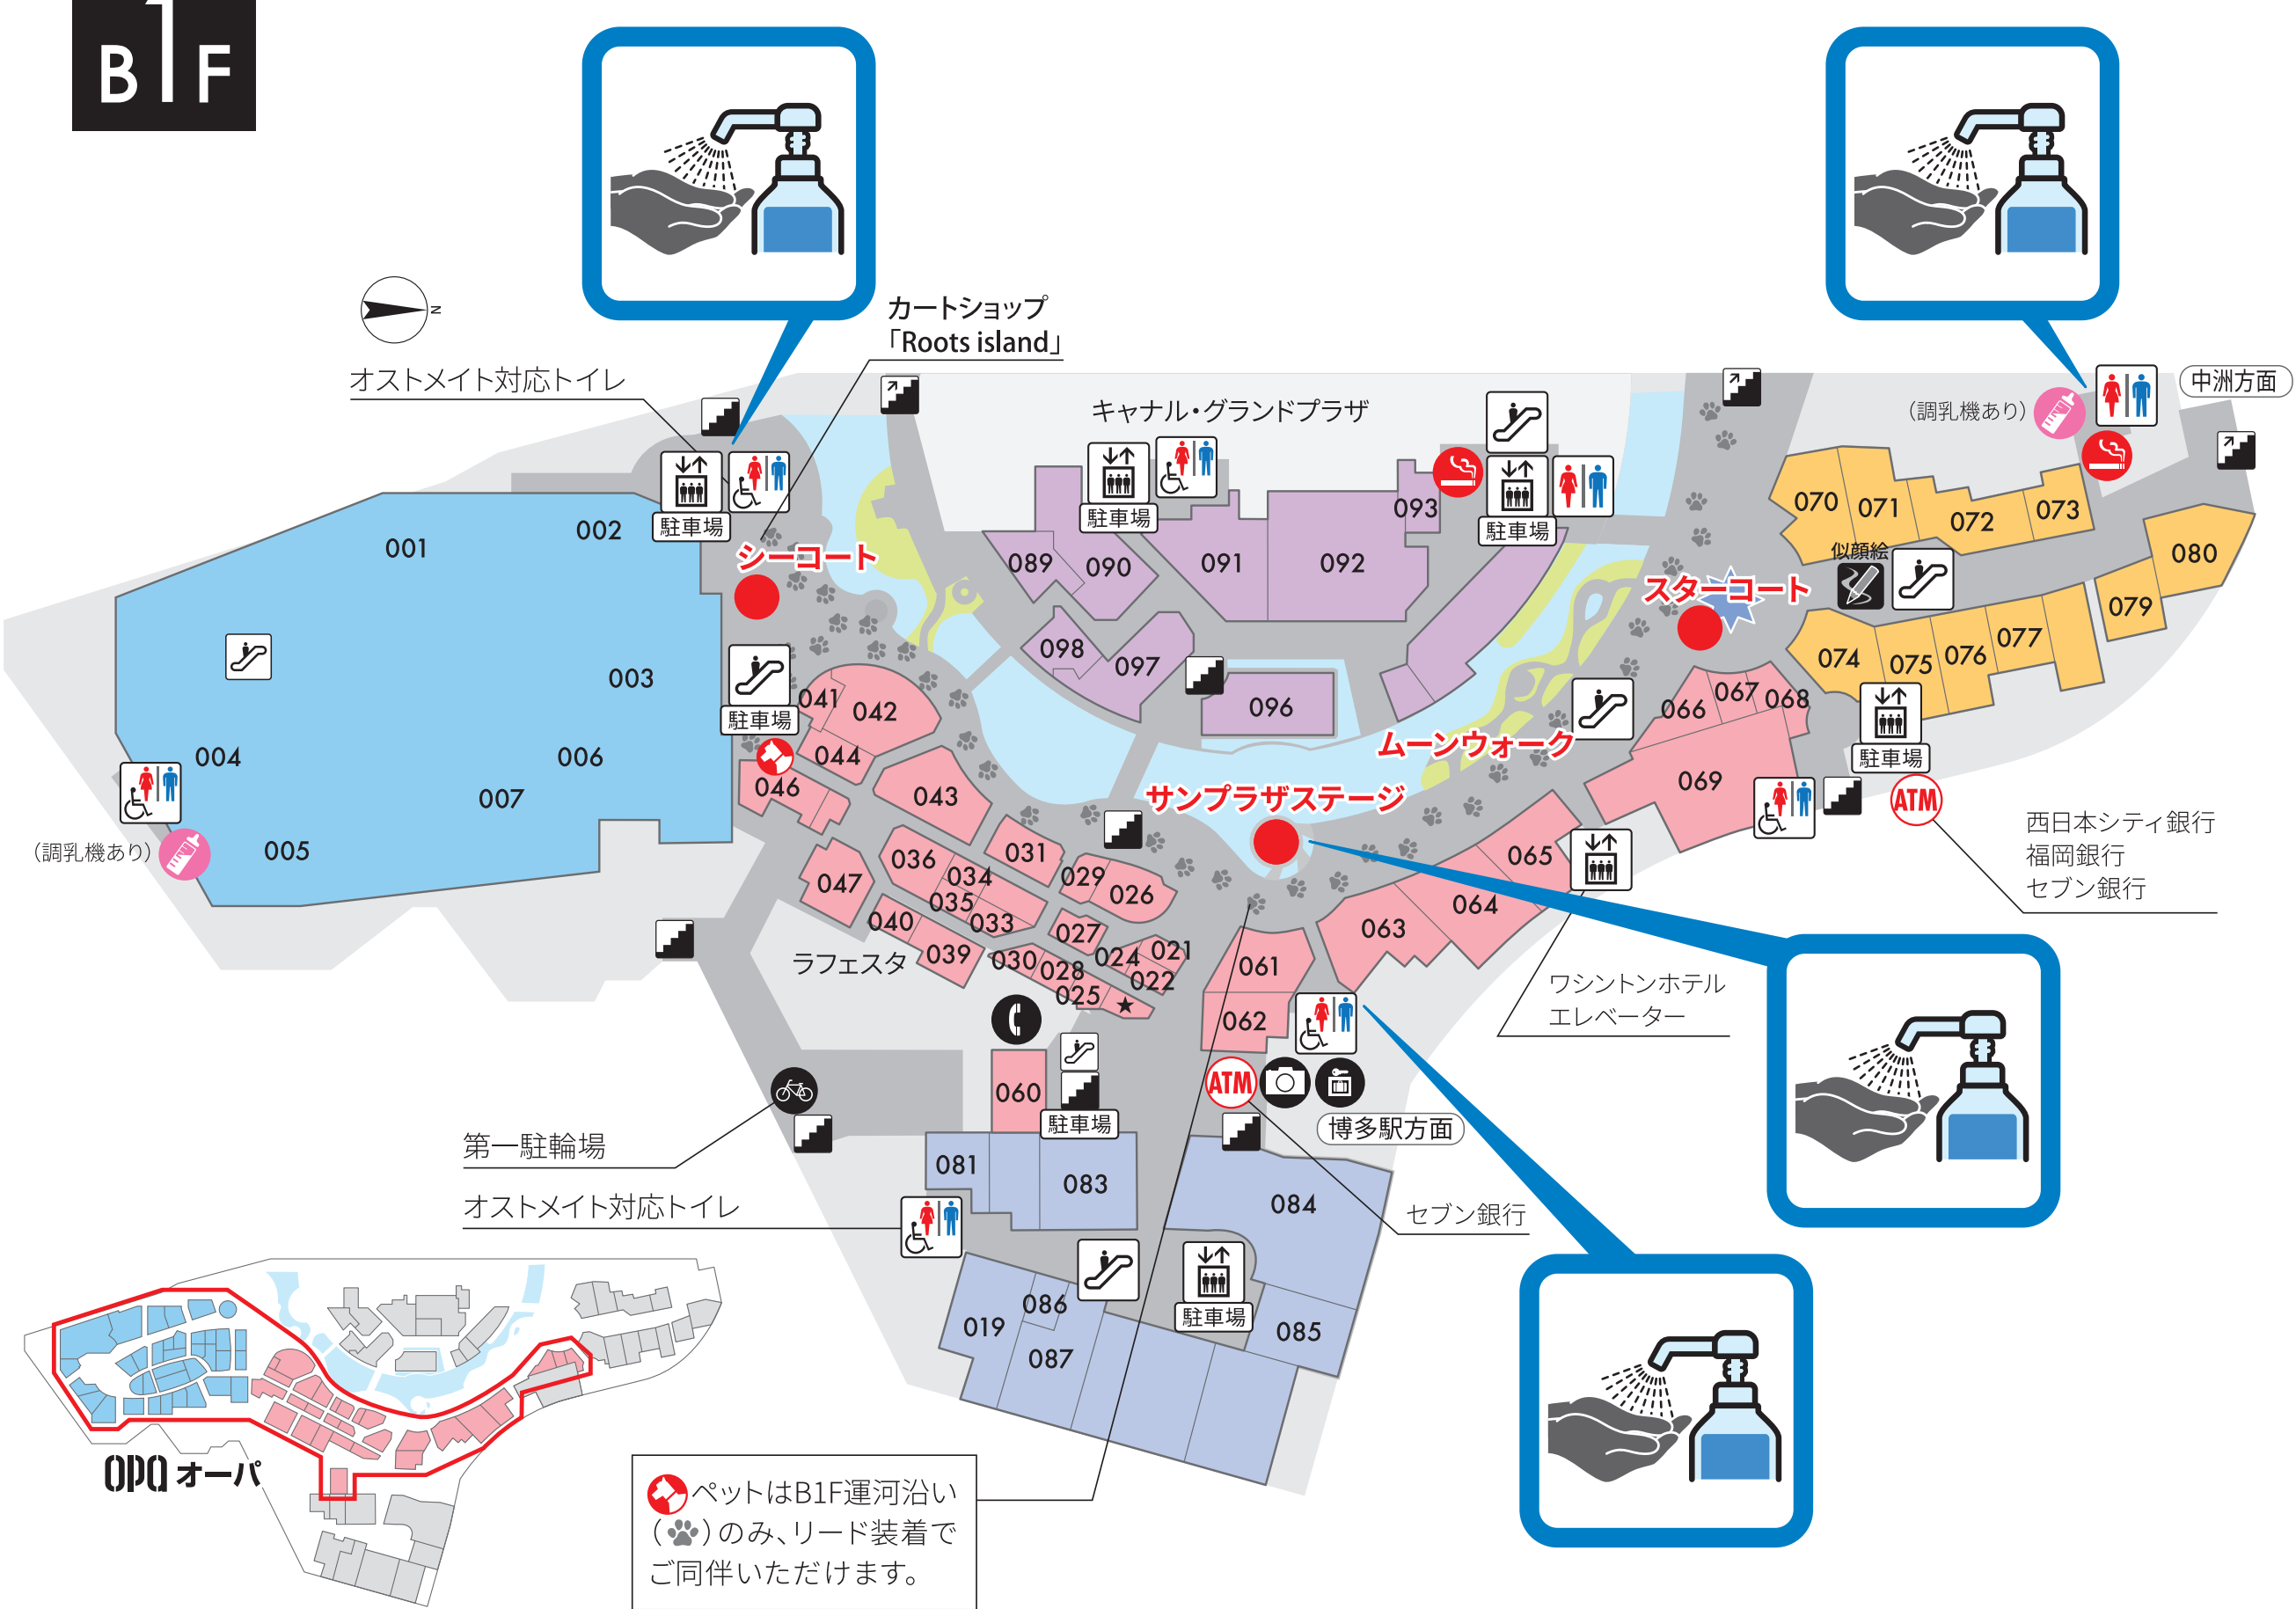 B1F
N
カートショップ
「Roots island」
オストメイト対応トイレ
キャナル・グランドプラザ
(調乳機あり)
中洲方面
駐車場
駐車場
駐車場
シーコート
スターコート
似顔絵
ムーンウォーク
サンプラザステージ
001
002
003
004
005
006
007
089
090
091
092
093
098
097
096
070
071
072
073
080
079
074
075
076
077
066
067
068
069
駐車場
駐車場
041
042
044
046
043
047
036
034
035
033
031
029
026
027
040
039
030
028
025
024
021
022
★
065
064
063
061
062
(調乳機あり)
ATM
西日本シティ銀行
福岡銀行
セブン銀行
ラフェスタ
ワシントンホテル
エレベーター
060
駐車場
ATM
博多駅方面
第一駐輪場
オストメイト対応トイレ
セブン銀行
081
083
084
085
019
086
087
駐車場
OPA オーパ
ペットはB1F運河沿い
( )のみ、リード装着で
ご同伴いただけます。